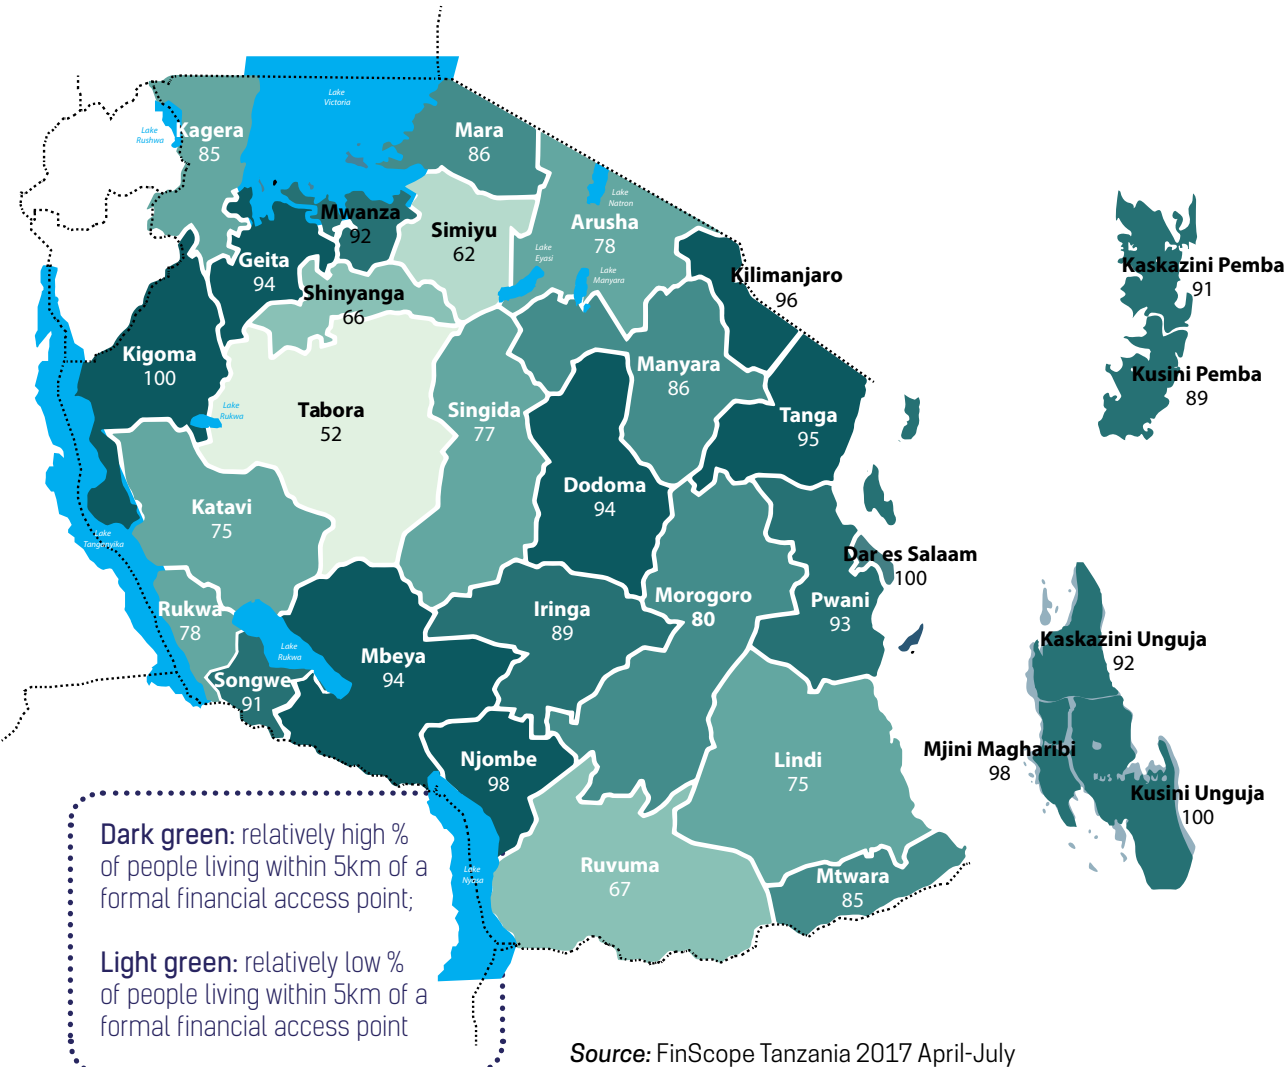 Lake
Victoria
Lake
Rushwa
Kagera
85
Mara
86
Lake
Natron
Mwanza
92
Simiyu
62
Arusha
78
Lake
Eyasi
Lake
Manyara
Geita
94
Shinyanga
66
Kilimanjaro
96
Kaskazini Pemba
91
Kigoma
100
Manyara
86
Kusini Pemba
89
Lake
Rukwa
Tabora
52
Singida
77
Tanga
95
Katavi
75
Dodoma
94
Lake
Tanganyika
Dar es Salaam
100
Rukwa
78
Iringa
89
Morogoro
80
Pwani
93
Lake
Rukwa
Mbeya
94
Kaskazini Unguja
92
Songwe
91
Njombe
98
Lindi
75
Mjini Magharibi
98
Kusini Unguja
100
Lake
Nyasa
Ruvuma
67
Mtwara
85
Dark green: relatively high %
of people living within 5km of a
formal financial access point;
Light green: relatively low %
of people living within 5km of a
formal financial access point
Source: FinScope Tanzania 2017 April-July